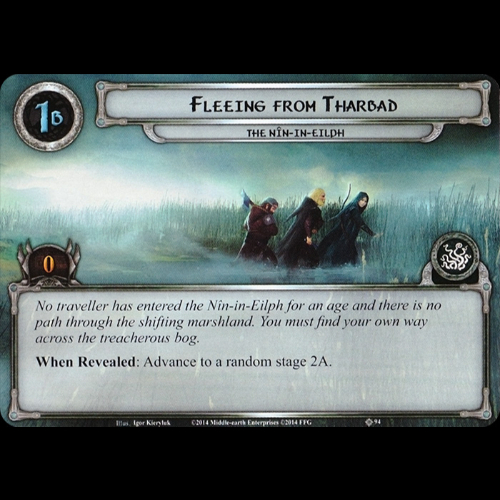 1B
Fleeing from Tharbad
The Nîn-in-Eilph
0
No traveller has entered the Nîn-in-Eilph for an age and there is no
path through the shifting marshland. You must find your own way
across the treacherous bog.
When Revealed: Advance to a random stage 2A.
Illus. Igor Kieryluk ©2014 Middle-earth Enterprises ©2014 FFG 94